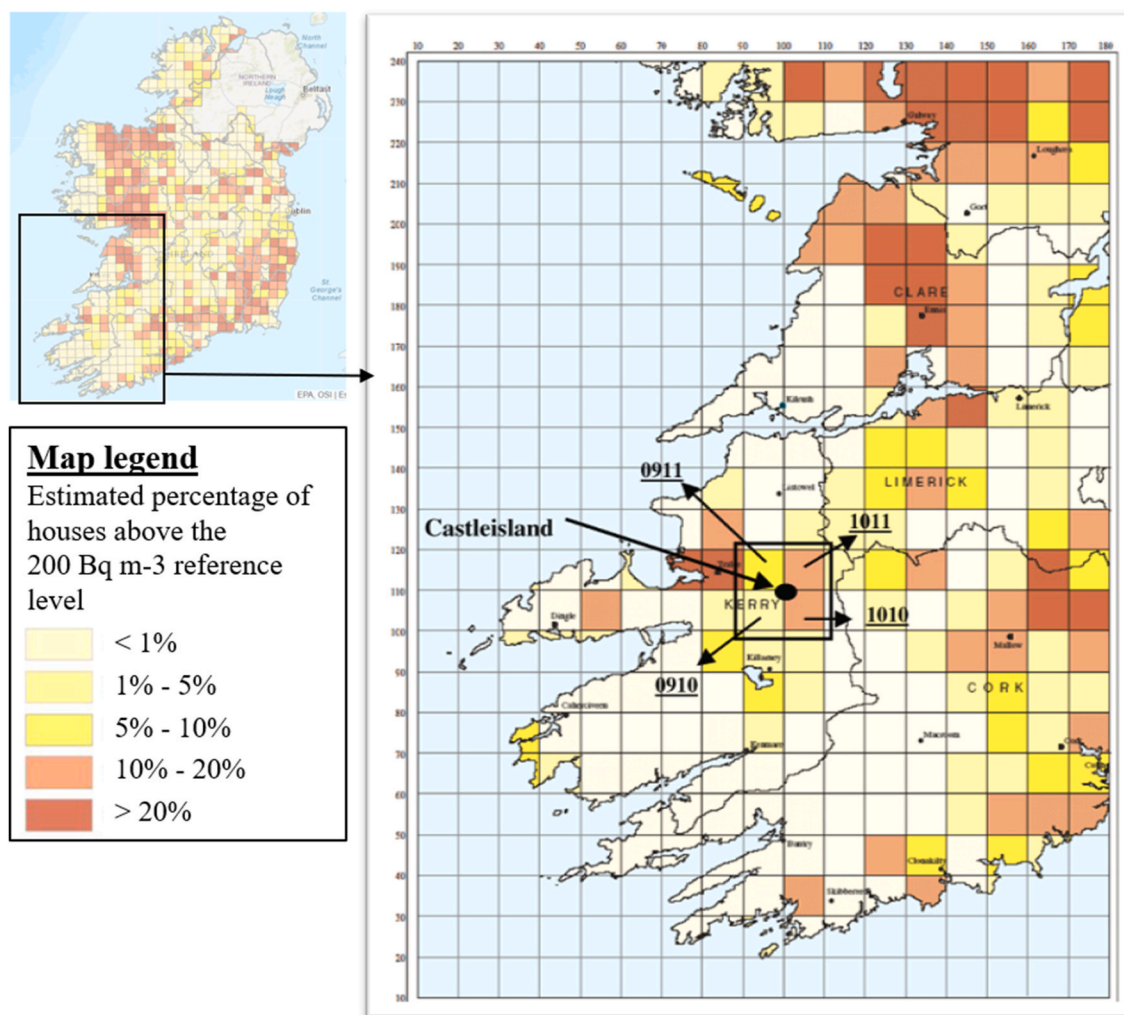 North
Channel
NORTHERN
IRELAND
Lough
Neagh
Belfast
IRELAND
St
George's
Channel
EPA, OSI | Es
Map legend
Estimated percentage of
houses above the
200 Bq m-3 reference
level
< 1%
1% - 5%
5% - 10%
10% - 20%
> 20%
10 20 30 40 50 60 70 80 90 100 110 120 130 140 150 160 170 180
240
230
220
210
200
190
180
170
160
150
140
130
120
110
100
90
80
70
60
50
40
30
20
10
Galway
Loughrea
Gort
CLARE
Ennis
Kilrush
Limerick
0911
Listowel
LIMERICK
Castleisland
1011
Tralee
KERRY
Dingle
1010
Mallow
Killarney
0910
CORK
Cahersiveen
Macroom
Cork
Kenmare
Bantry
Clonakilty
Skibbereen